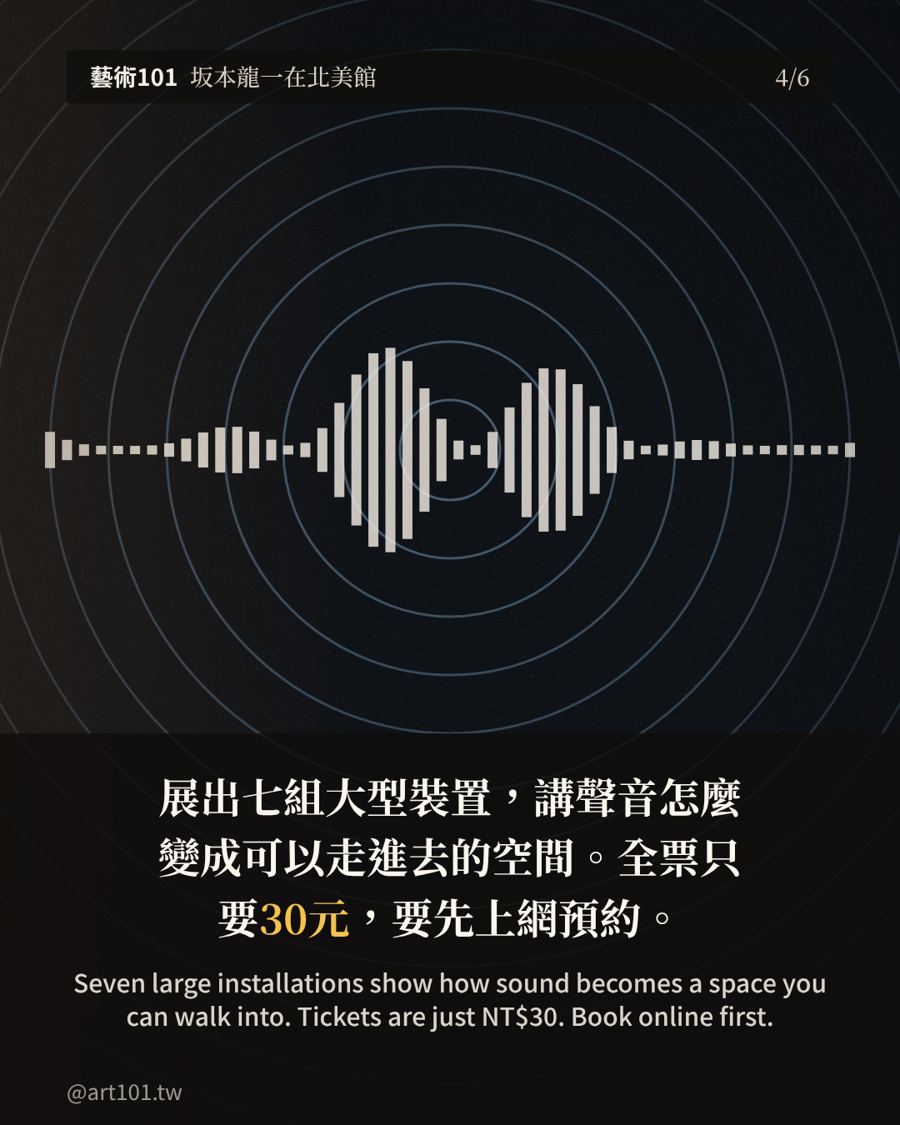 藝術101 坂本龍一在北美館 4/6
展出七組大型裝置，講聲音怎麼
變成可以走進去的空間。全票只
要30元，要先上網預約。
Seven large installations show how sound becomes a space you
can walk into. Tickets are just NT$30. Book online first.
@art101.tw